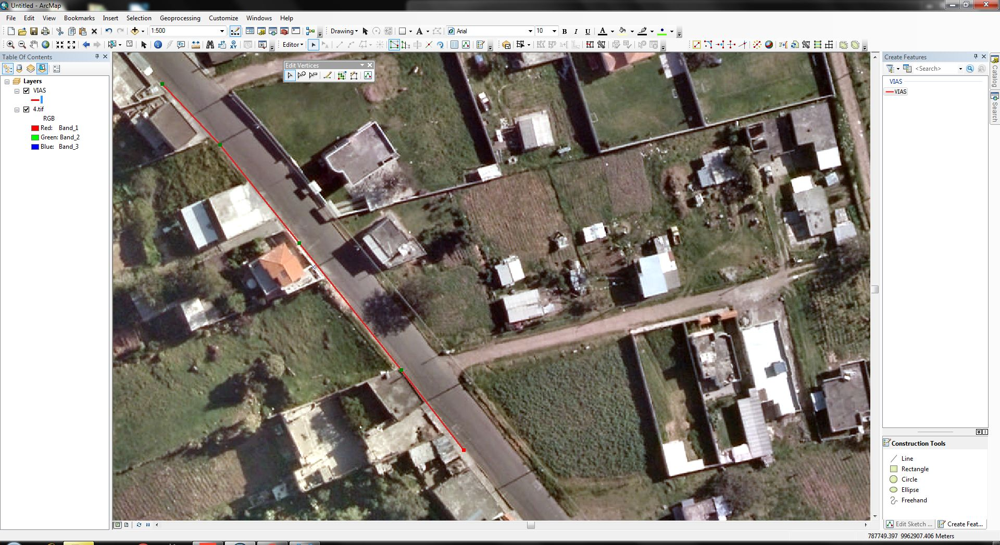 Untitled - ArcMap
File Edit View Bookmarks Insert Selection Geoprocessing Customize Windows Help
1:500 Drawing Arial 10 B I U A
Editor
Table Of Contents
Layers
VIAS
4.tif
RGB
Red: Band_1
Green: Band_2
Blue: Band_3
Edit Vertices
Create Features
<Search>
VIAS
VIAS
Catalog
Search
Construction Tools
Line
Rectangle
Circle
Ellipse
Freehand
Edit Sketch ... Create Feat...
787749.397 9962907.406 Meters